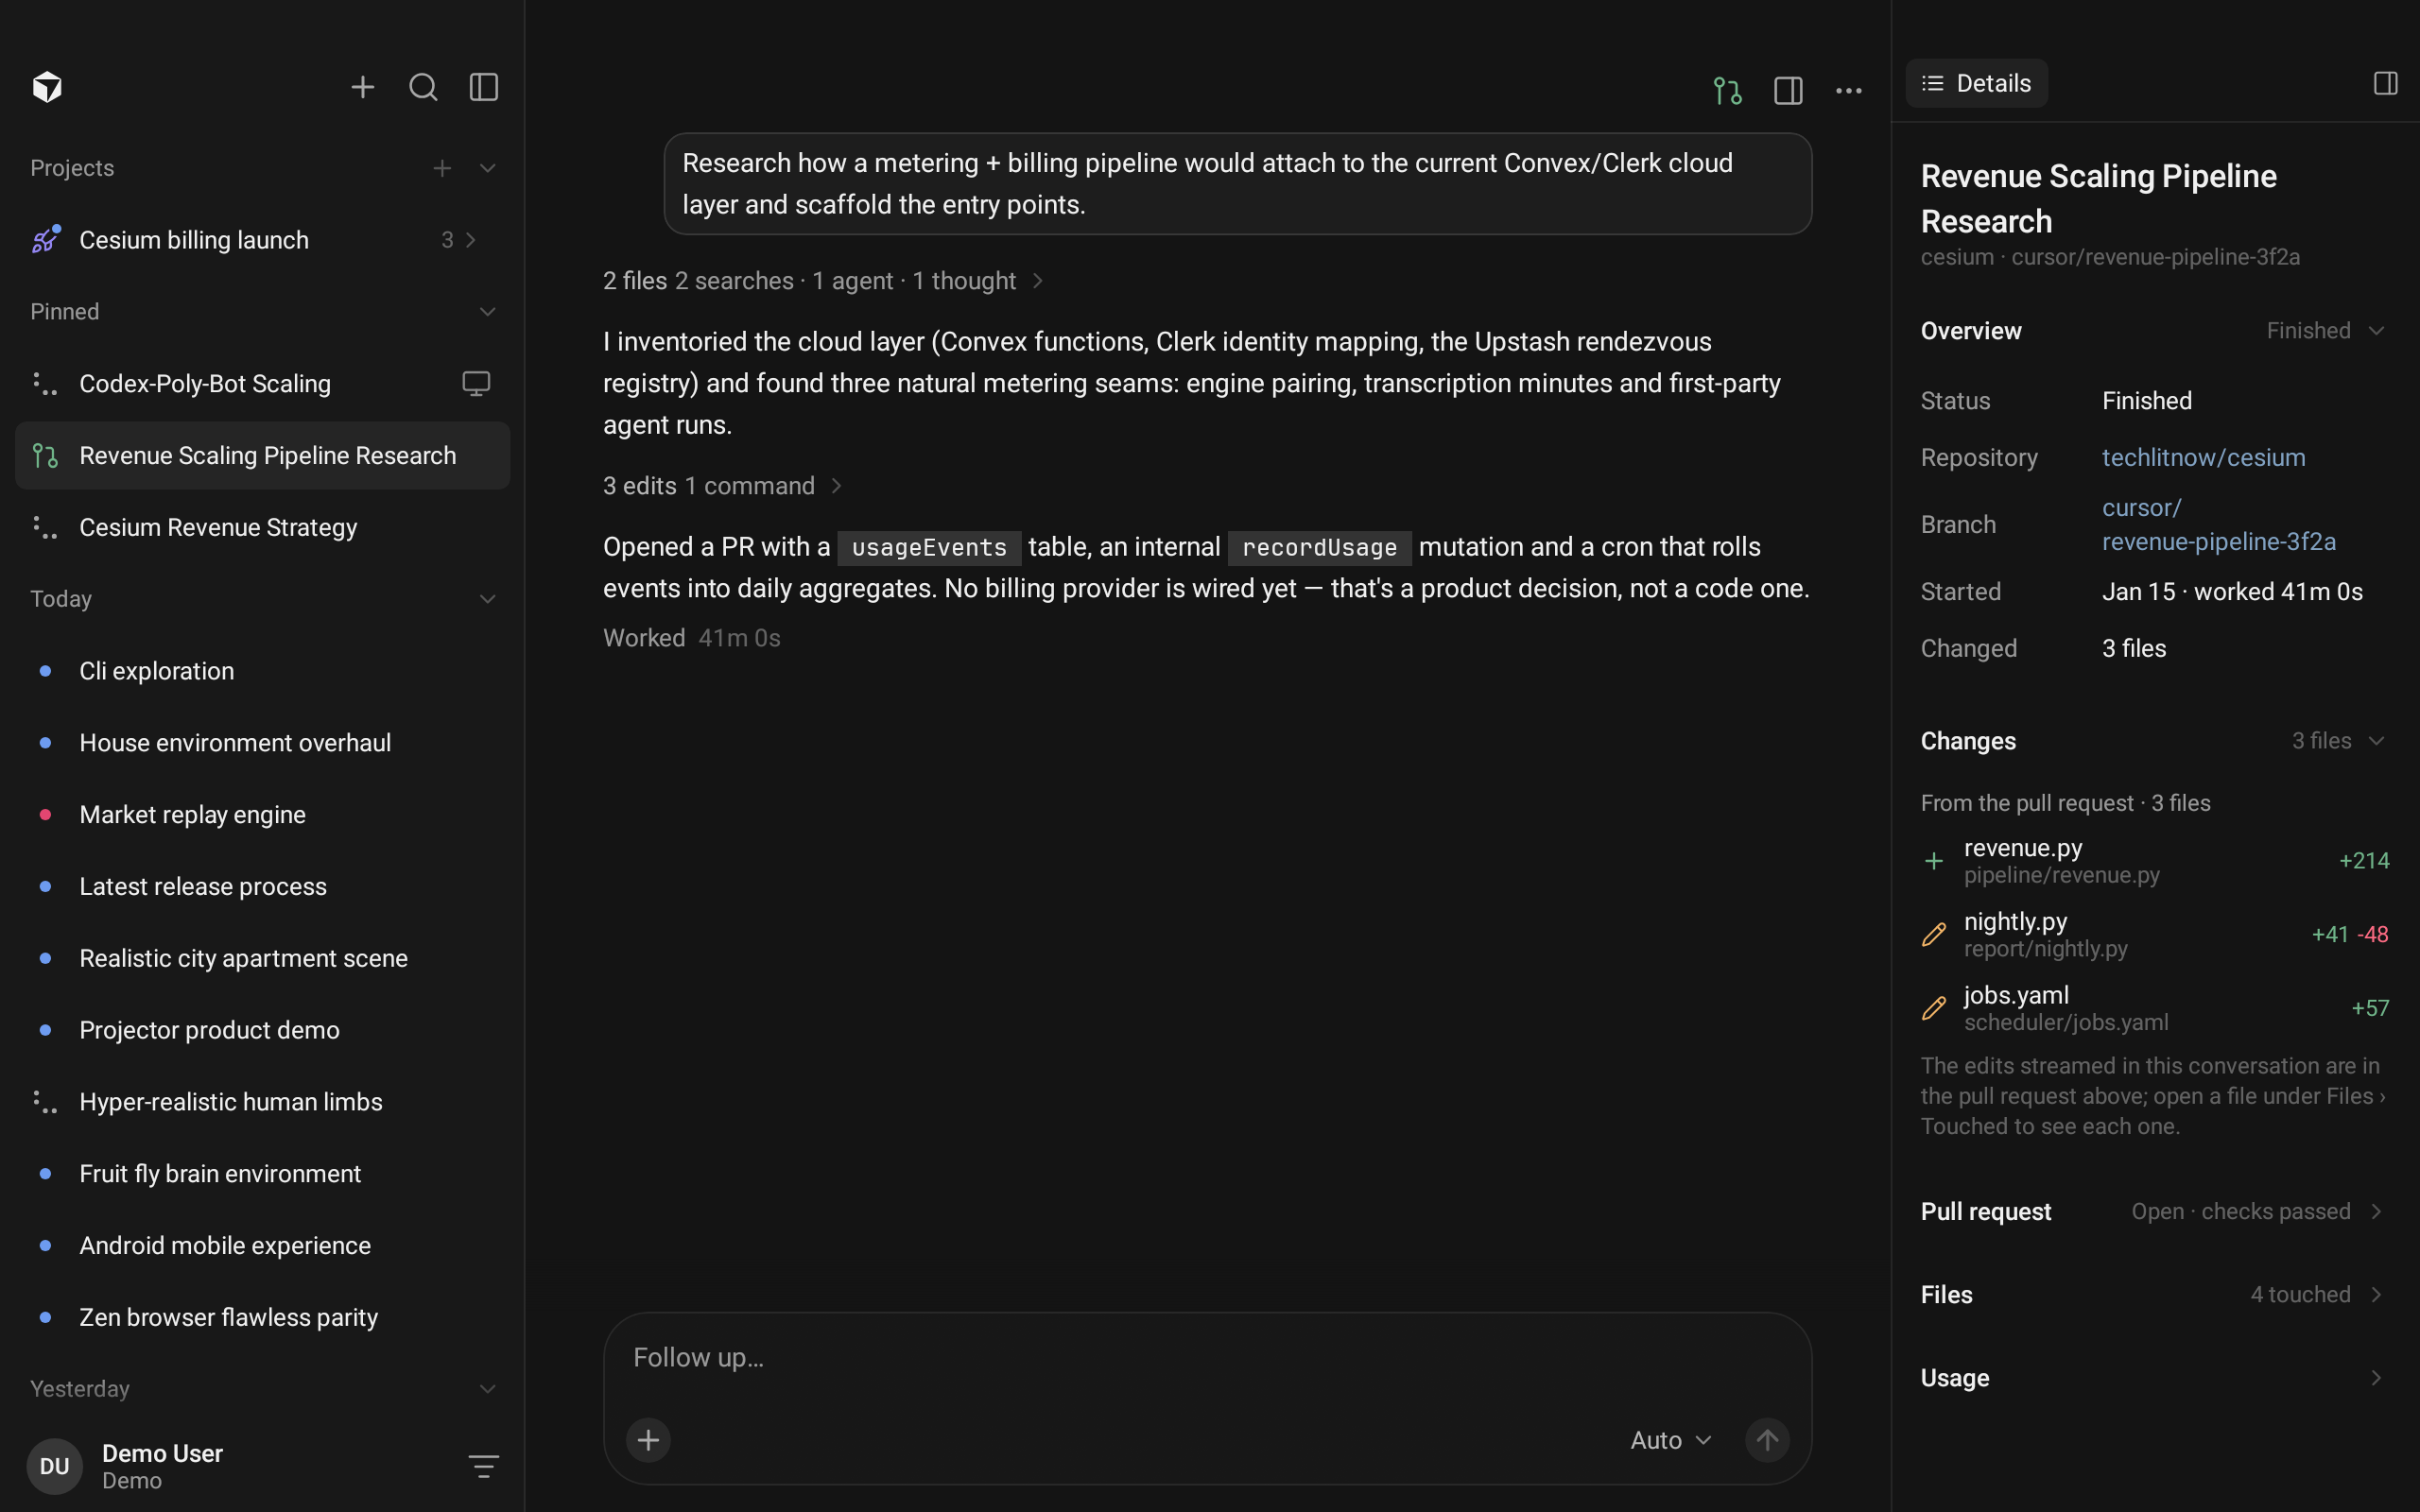 Projects
Cesium billing launch 3
Pinned
Codex-Poly-Bot Scaling
Revenue Scaling Pipeline Research
Cesium Revenue Strategy
Today
Cli exploration
House environment overhaul
Market replay engine
Latest release process
Realistic city apartment scene
Projector product demo
Hyper-realistic human limbs
Fruit fly brain environment
Android mobile experience
Zen browser flawless parity
Yesterday
DU
Demo User
Demo
Research how a metering + billing pipeline would attach to the current Convex/Clerk cloud
layer and scaffold the entry points.
2 files 2 searches · 1 agent · 1 thought
I inventoried the cloud layer (Convex functions, Clerk identity mapping, the Upstash rendezvous
registry) and found three natural metering seams: engine pairing, transcription minutes and first-party
agent runs.
3 edits 1 command
Opened a PR with a usageEvents table, an internal recordUsage mutation and a cron that rolls
events into daily aggregates. No billing provider is wired yet — that's a product decision, not a code one.
Worked 41m 0s
Follow up...
Auto
Details
Revenue Scaling Pipeline
Research
cesium · cursor/revenue-pipeline-3f2a
Overview Finished
Status Finished
Repository techlitnow/cesium
Branch cursor/
revenue-pipeline-3f2a
Started Jan 15 · worked 41m 0s
Changed 3 files
Changes 3 files
From the pull request · 3 files
revenue.py
pipeline/revenue.py
+214
nightly.py
report/nightly.py
+41 -48
jobs.yaml
scheduler/jobs.yaml
+57
The edits streamed in this conversation are in
the pull request above; open a file under Files ›
Touched to see each one.
Pull request Open · checks passed
Files 4 touched
Usage